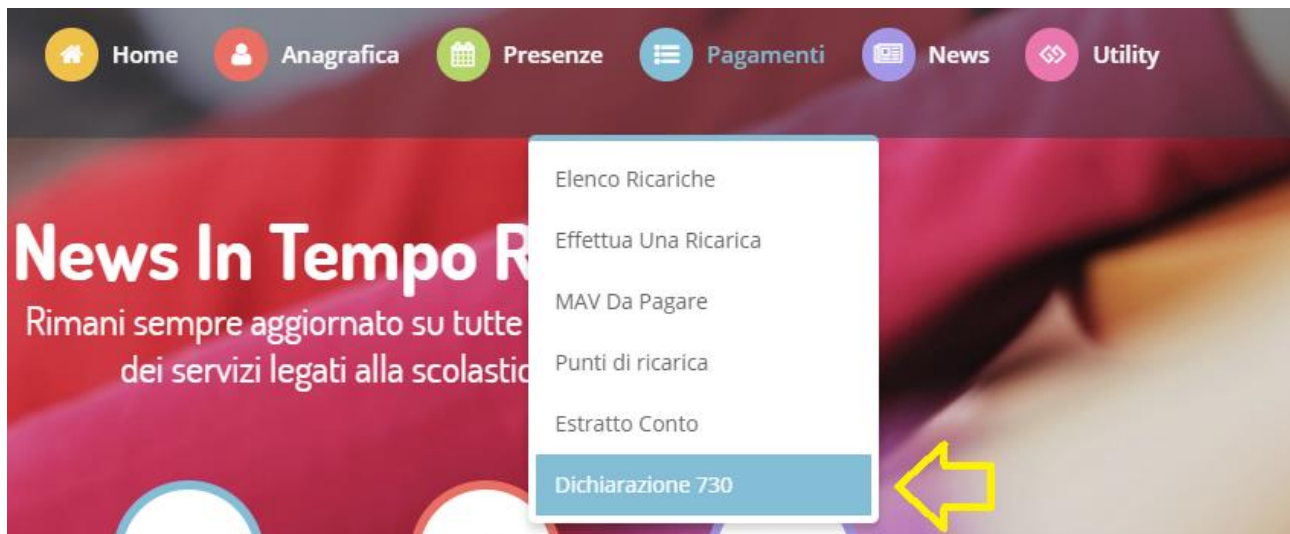 Home Anagrafica Presenze Pagamenti News Utility
Elenco Ricariche
Effettua Una Ricarica
MAV Da Pagare
Punti di ricarica
Estratto Conto
Dichiarazione 730
News In Tempo R
Rimani sempre aggiornato su tutte
dei servizi legati alla scolastic